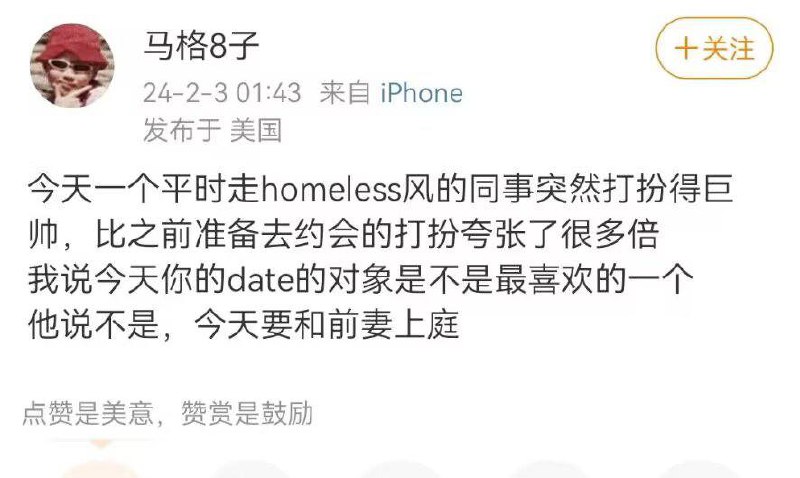 马格8子
十关注
24-2-3 01:43 来自 iPhone
发布于 美国
今天一个平时走homeless风的同事突然打扮得巨
帅，比之前准备去约会的打扮夸张了很多倍
我说今天你的date的对象是不是最喜欢的一个
他说不是，今天要和前妻上庭
点赞是美意，赞赏是鼓励